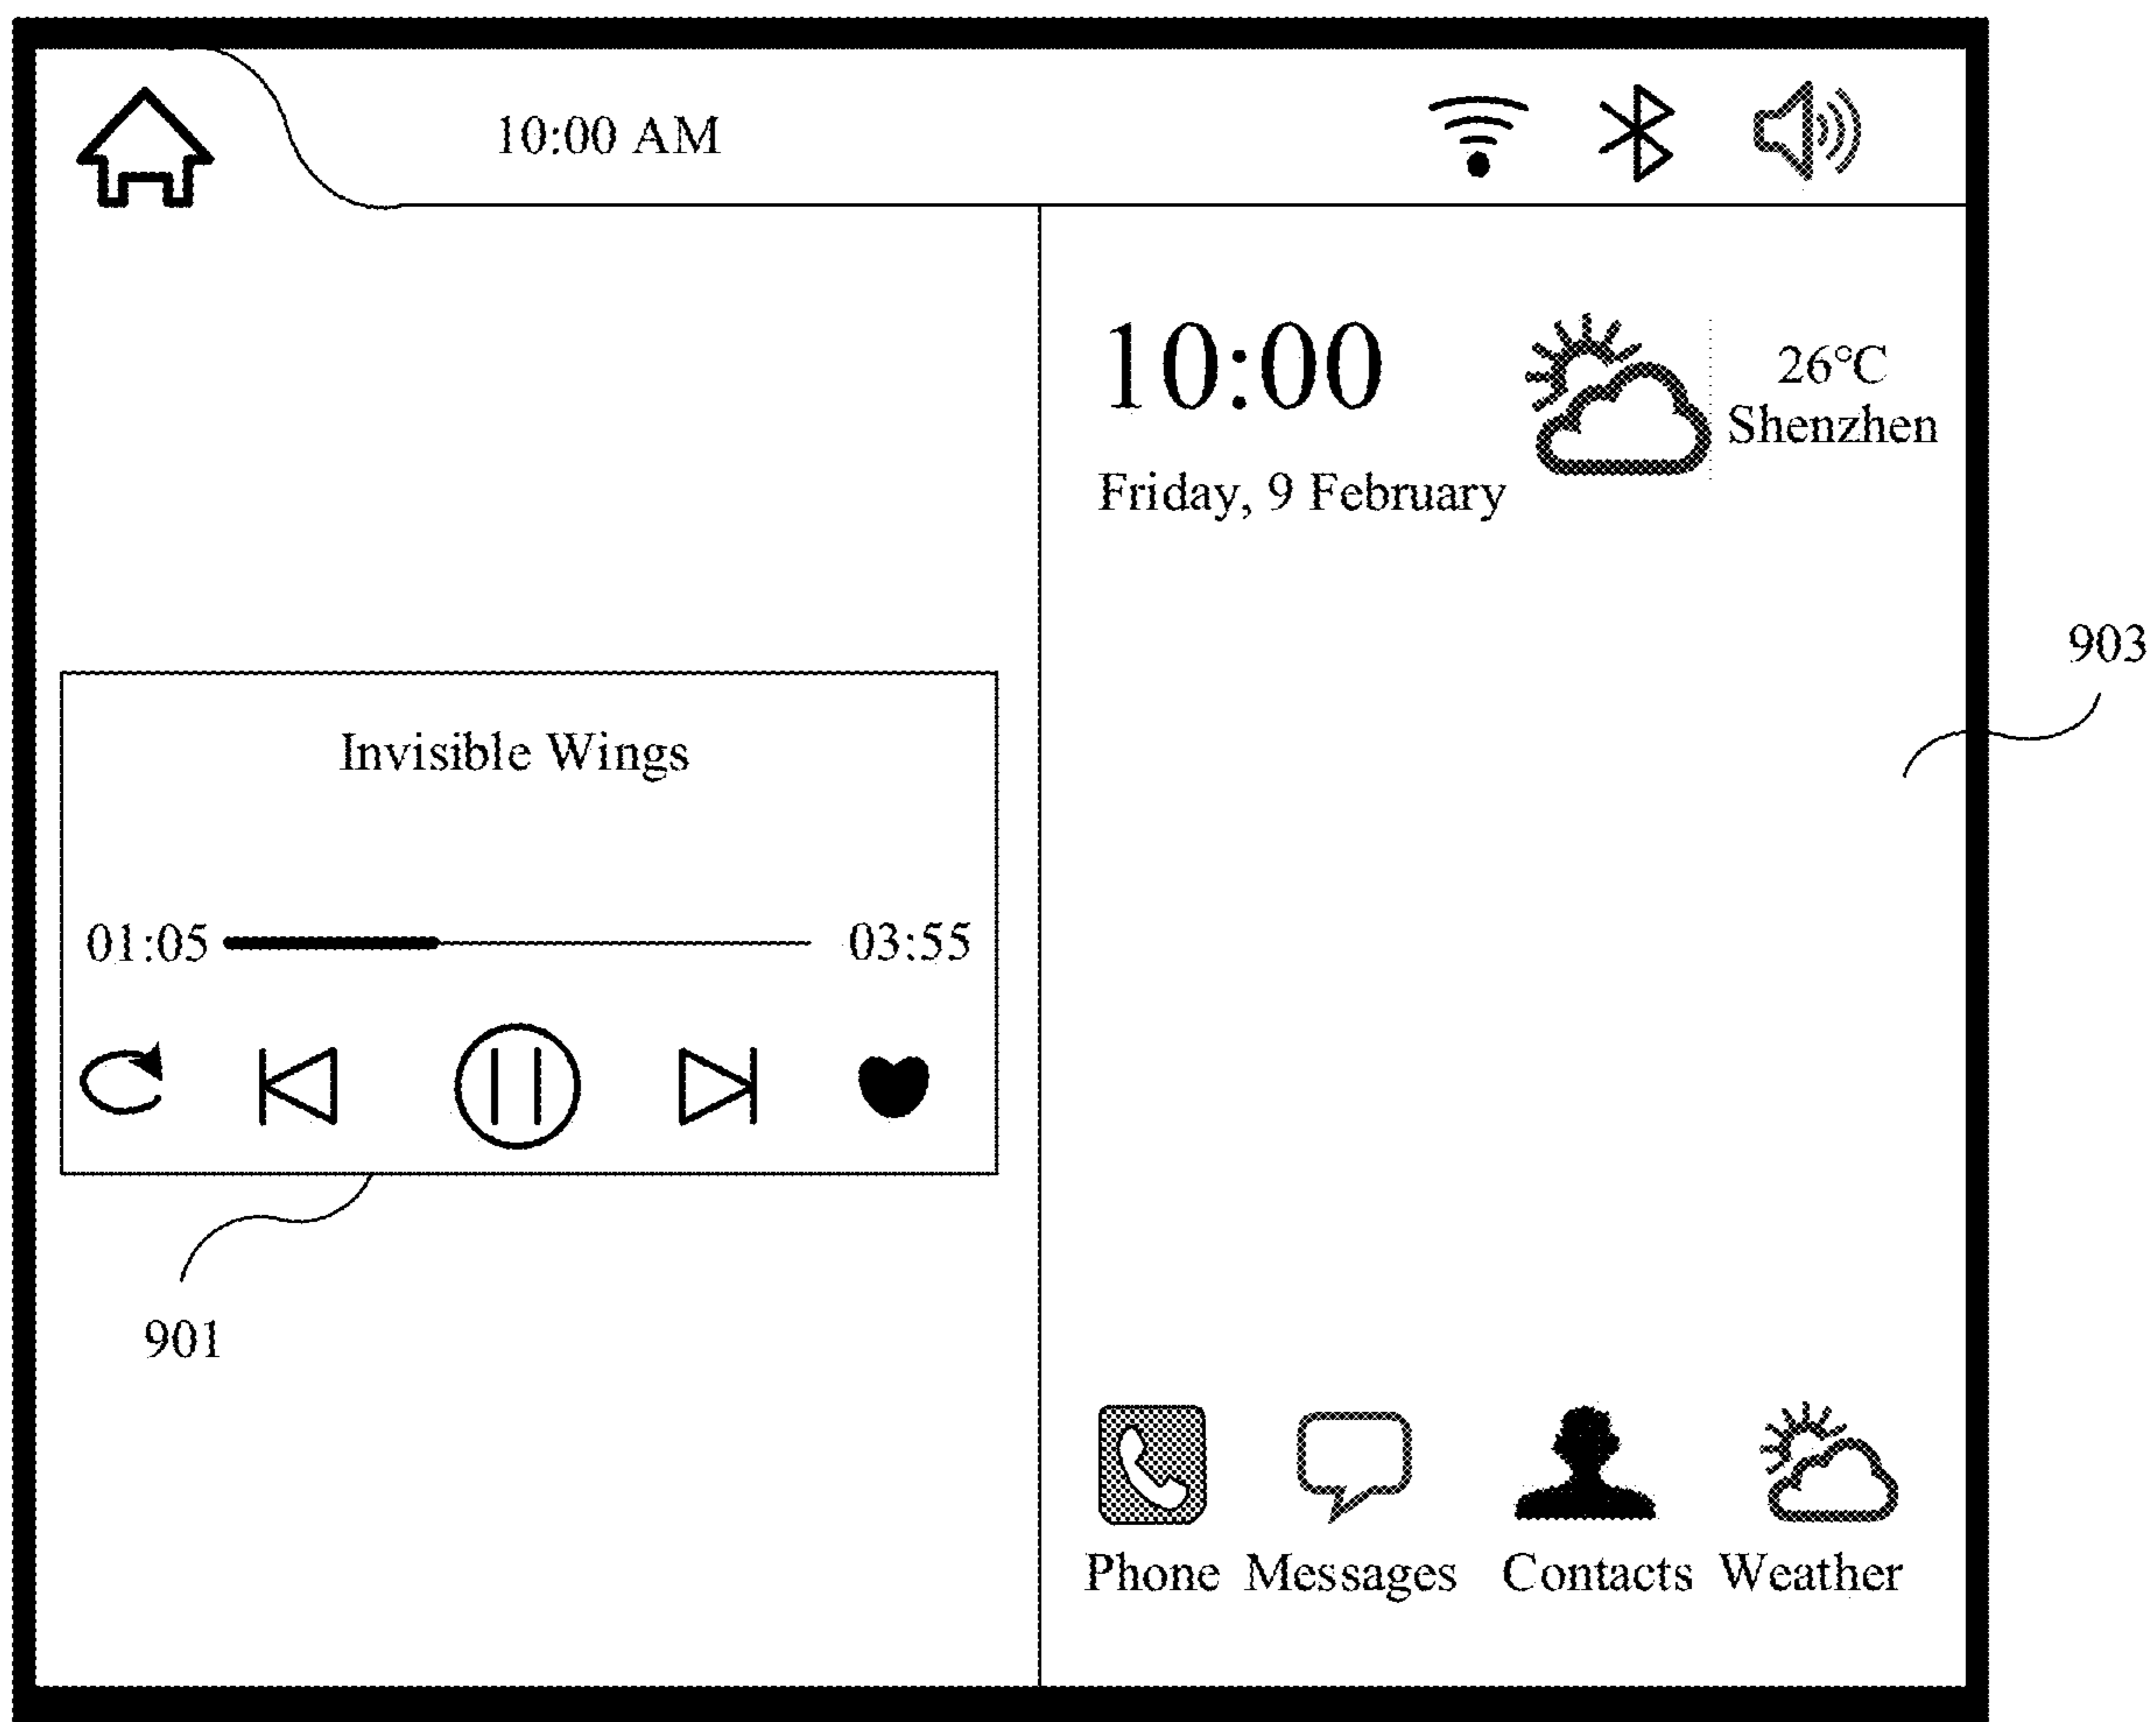 10:00 AM
10:00
26°C
Shenzhen
Friday, 9 February
903
Invisible Wings
01:05 03:55
901
Phone Messages Contacts Weather